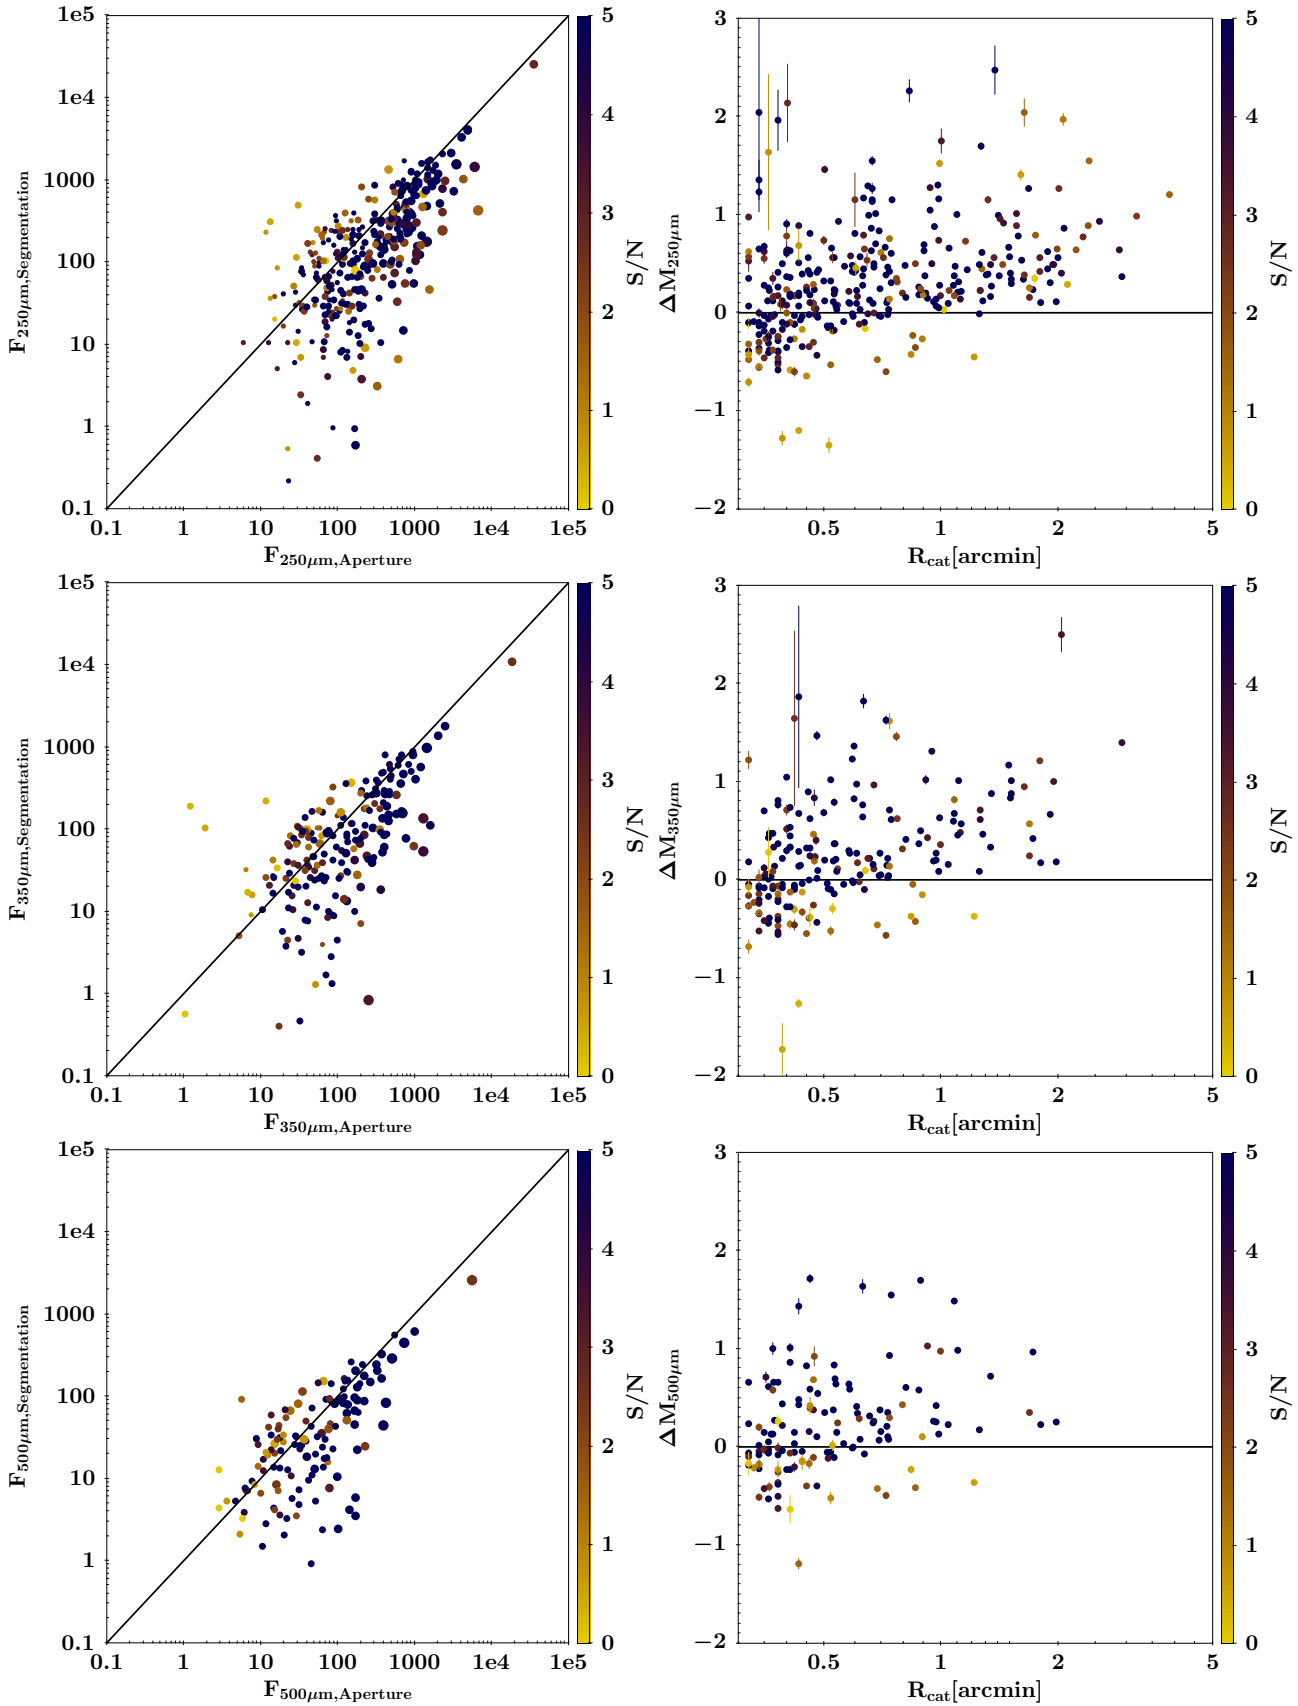 1e5
1e4
1000
100
10
1
0.1
0.1 1 10 100 1000 1e4 1e5
F250μm,Segmentation
F250μm,Aperture
5
4
3
2
1
0
S/N
3
2
1
0
−1
−2
0.5 1 2 5
ΔM250μm
Rcat[arcmin]
5
4
3
2
1
0
S/N
1e5
1e4
1000
100
10
1
0.1
0.1 1 10 100 1000 1e4 1e5
F350μm,Segmentation
F350μm,Aperture
5
4
3
2
1
0
S/N
3
2
1
0
−1
−2
0.5 1 2 5
ΔM350μm
Rcat[arcmin]
5
4
3
2
1
0
S/N
1e5
1e4
1000
100
10
1
0.1
0.1 1 10 100 1000 1e4 1e5
F500μm,Segmentation
F500μm,Aperture
5
4
3
2
1
0
S/N
3
2
1
0
−1
−2
0.5 1 2 5
ΔM500μm
Rcat[arcmin]
5
4
3
2
1
0
S/N